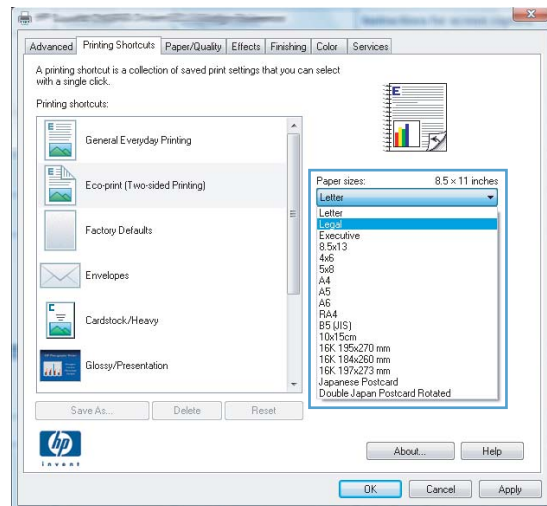 Advanced
Printing Shortcuts
Paper/Quality
Effects
Finishing
Color
Services
A printing shortcut is a collection of saved print settings that you can select
with a single click.
Printing shortcuts:
General Everyday Printing
Eco-print (Two-sided Printing)
Factory Defaults
Envelopes
Cardstock/Heavy
Glossy/Presentation
Save As...
Delete
Reset
E
Paper sizes:
8.5 × 11 inches
Letter
Letter
Legal
Executive
8.5x13
4x6
5x8
A4
A5
A6
RA4
B5 (JIS)
10x15cm
16K 195x270 mm
16K 184x260 mm
16K 197x273 mm
Japanese Postcard
Double Japan Postcard Rotated
hp
invent
About...
Help
OK
Cancel
Apply